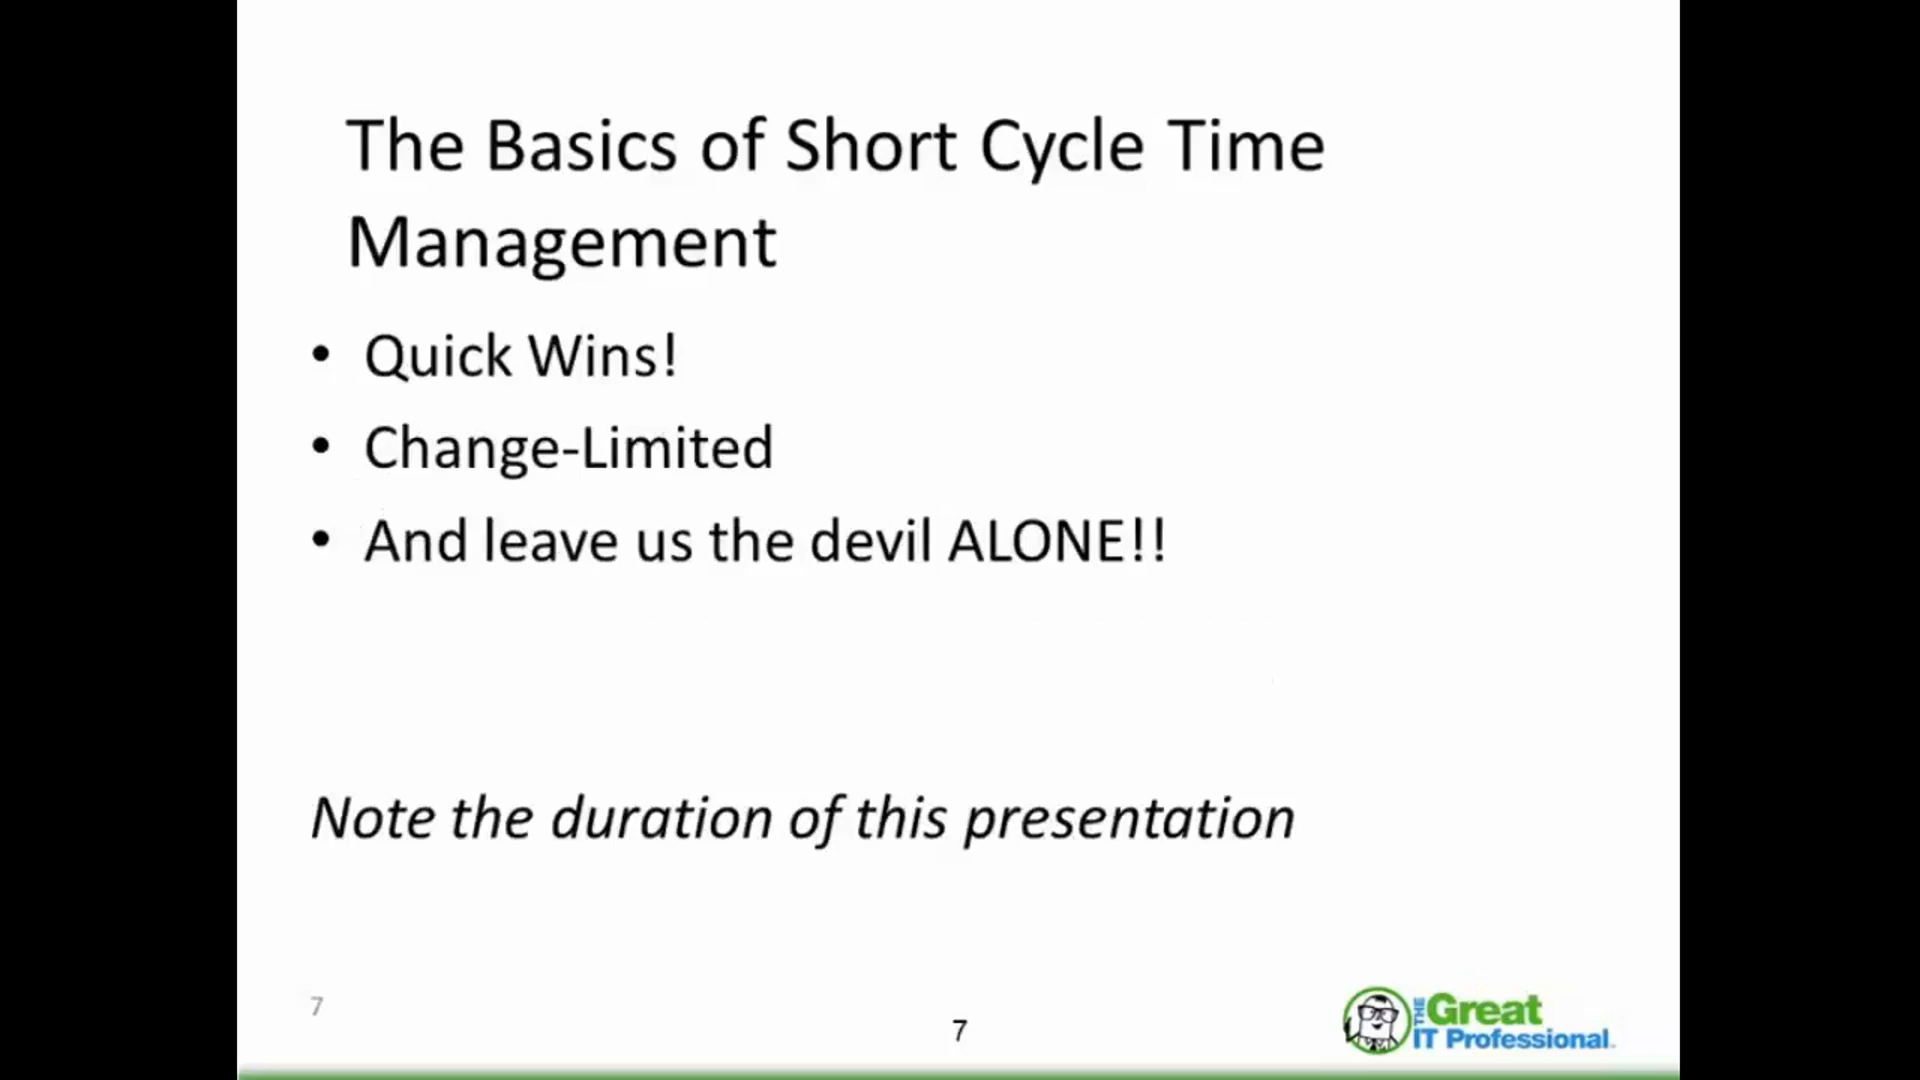 The Basics of Short Cycle Time
Management
• Quick Wins!
• Change-Limited
• And leave us the devil ALONE!!
Note the duration of this presentation
7
7
THE Great
IT Professional